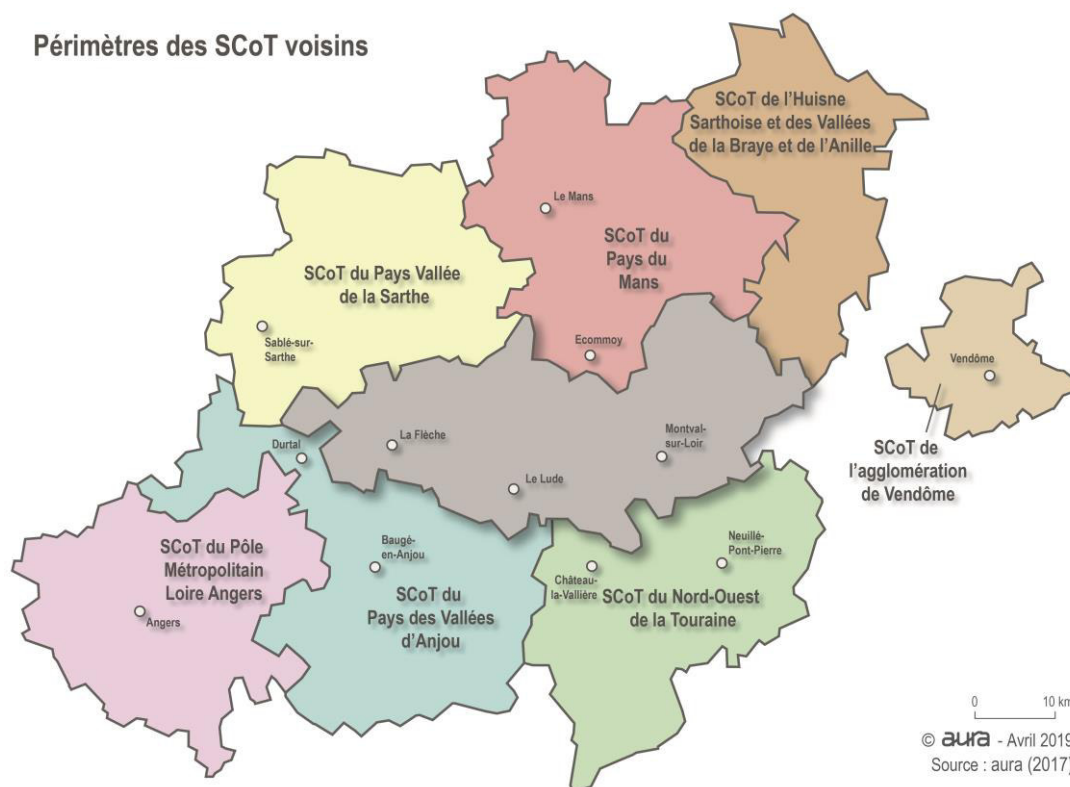 Périmètres des SCoT voisins
SCoT de l'Huisne
Sarthoise et des Vallées
de la Braye et de l'Anille
Le Mans
SCoT du
Pays du
Mans
SCoT du Pays Vallée
de la Sarthe
Sablé-sur-
Sarthe
Ecommoy
Vendôme
SCoT de
l'agglomération
de Vendôme
La Flèche
Montval-
sur-Loir
Durtal
Le Lude
Baugé-
en-Anjou
Neuillé-
Pont-Pierre
Château-
la-Vallière
SCoT du Pôle
Métropolitain
Loire Angers
Angers
SCoT du
Pays des Vallées
d'Anjou
SCoT du Nord-Ouest
de la Touraine
0 10 km
© aura - Avril 2019
Source : aura (2017)